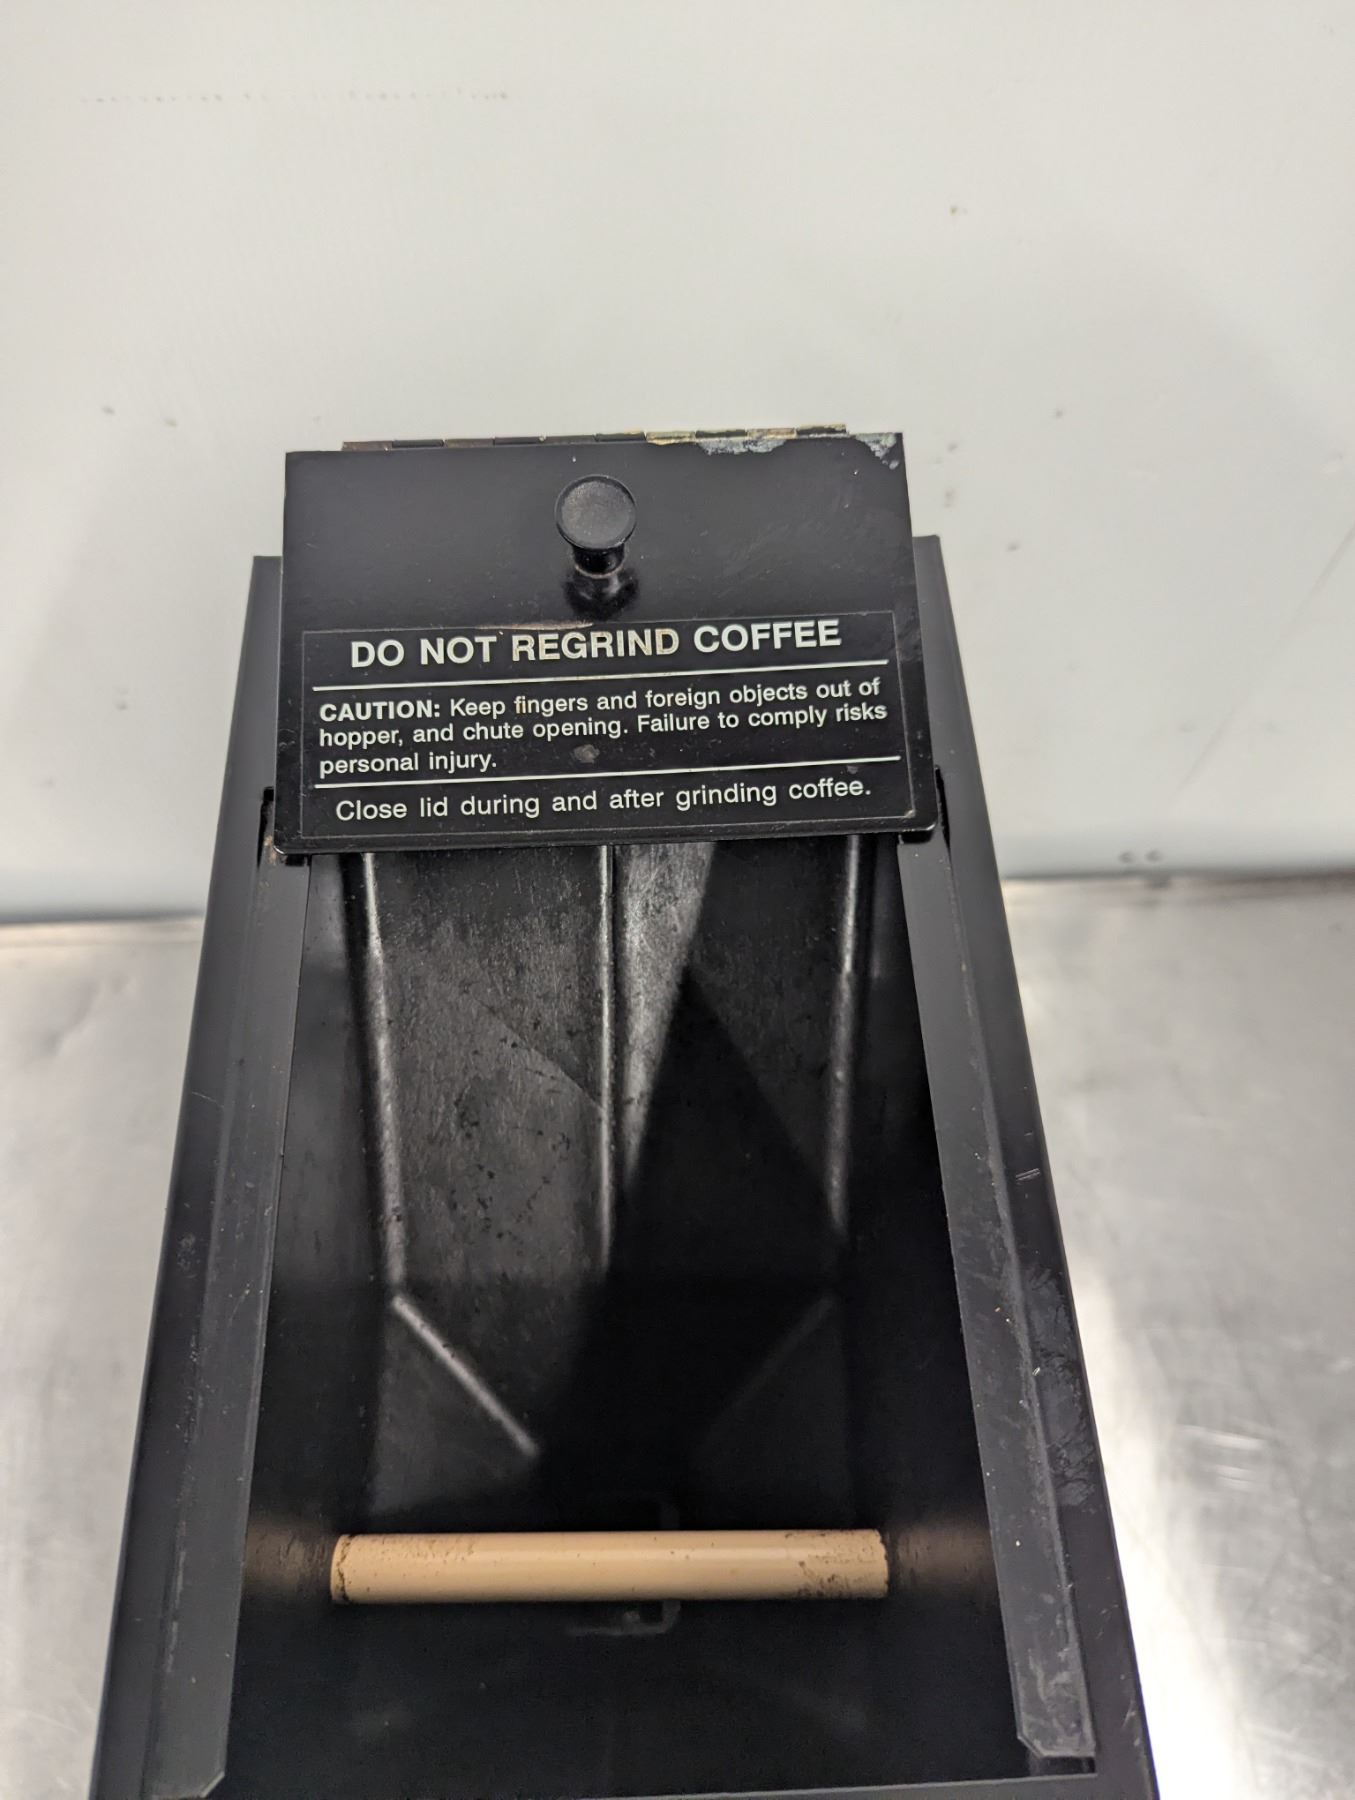 DO NOT REGRIND COFFEE
CAUTION: Keep fingers and foreign objects out of
hopper, and chute opening. Failure to comply risks
personal injury.
Close lid during and after grinding coffee.